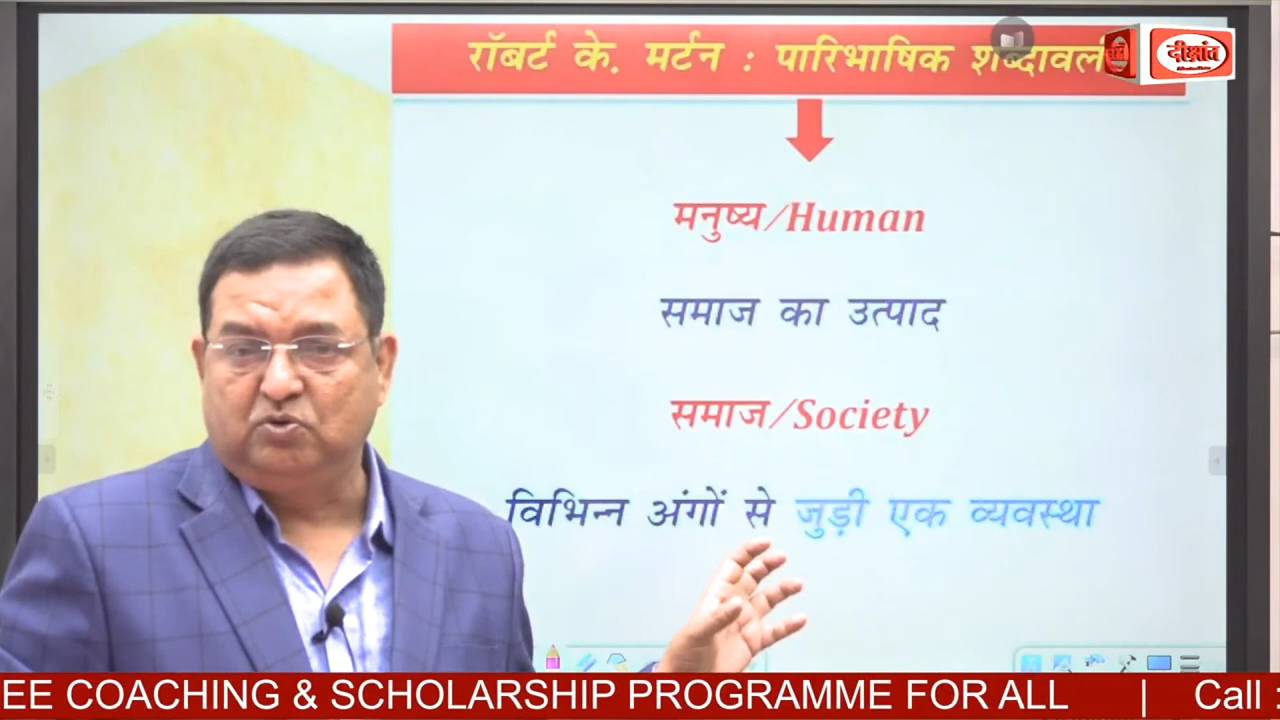 रॉबर्ट के. मर्टन : पारिभाषिक शब्दावली
दीक्षांत
मनुष्य/Human
समाज का उत्पाद
समाज/Society
विभिन्न अंगों से जुड़ी एक व्यवस्था
EE COACHING & SCHOLARSHIP PROGRAMME FOR ALL | Call :